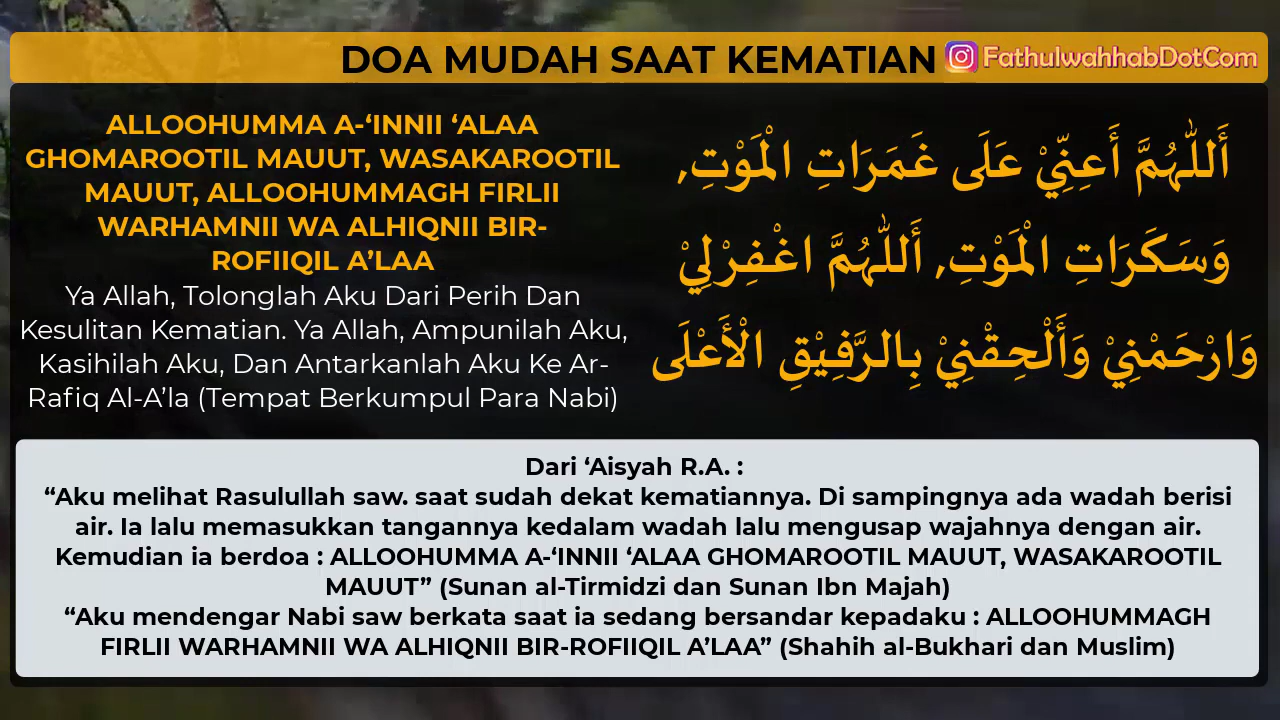 DOA MUDAH SAAT KEMATIAN
FathulwahhabDotCom
ALLOOHUMMA A-‘INNII ‘ALAA
GHOMAROOTIL MAUUT, WASAKAROOTIL
MAUUT, ALLOOHUMMAGH FIRLII
WARHAMNII WA ALHIQNII BIR-
ROFIIQIL A’LAA
Ya Allah, Tolonglah Aku Dari Perih Dan
Kesulitan Kematian. Ya Allah, Ampunilah Aku,
Kasihilah Aku, Dan Antarkanlah Aku Ke Ar-
Rafiq Al-A’la (Tempat Berkumpul Para Nabi)
أَللّٰهُمَّ أَعِنِّيْ عَلَى غَمَرَاتِ الْمَوْتِ,
وَسَكَرَاتِ الْمَوْتِ, أَللّٰهُمَّ اغْفِرْلِيْ
وَارْحَمْنِيْ وَأَلْحِقْنِيْ بِالرَّفِيْقِ الْأَعْلَى
Dari ‘Aisyah R.A. :
“Aku melihat Rasulullah saw. saat sudah dekat kematiannya. Di sampingnya ada wadah berisi
air. Ia lalu memasukkan tangannya kedalam wadah lalu mengusap wajahnya dengan air.
Kemudian ia berdoa : ALLOOHUMMA A-‘INNII ‘ALAA GHOMAROOTIL MAUUT, WASAKAROOTIL
MAUUT” (Sunan al-Tirmidzi dan Sunan Ibn Majah)
“Aku mendengar Nabi saw berkata saat ia sedang bersandar kepadaku : ALLOOHUMMAGH
FIRLII WARHAMNII WA ALHIQNII BIR-ROFIIQIL A’LAA” (Shahih al-Bukhari dan Muslim)